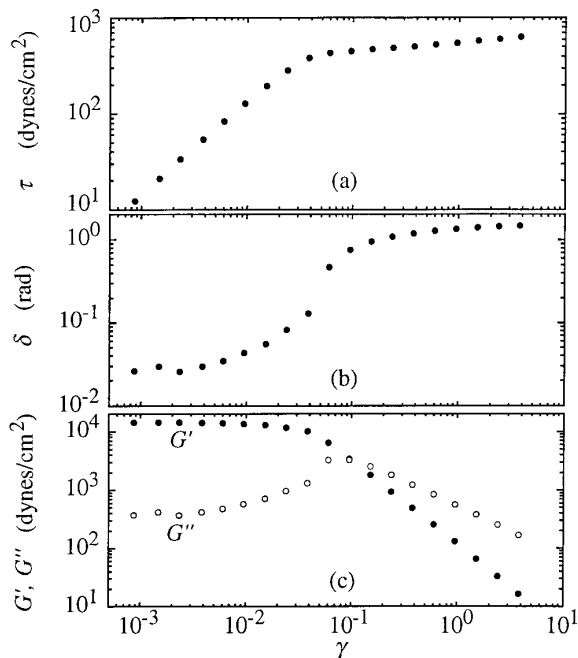 10³
10²
10¹
τ (dynes/cm²)
(a)
10⁰
10⁻¹
10⁻²
δ (rad)
(b)
10⁴
10³
10²
10¹
G', G'' (dynes/cm²)
G'
G''
(c)
10⁻³ 10⁻² 10⁻¹ 10⁰ 10¹
γ